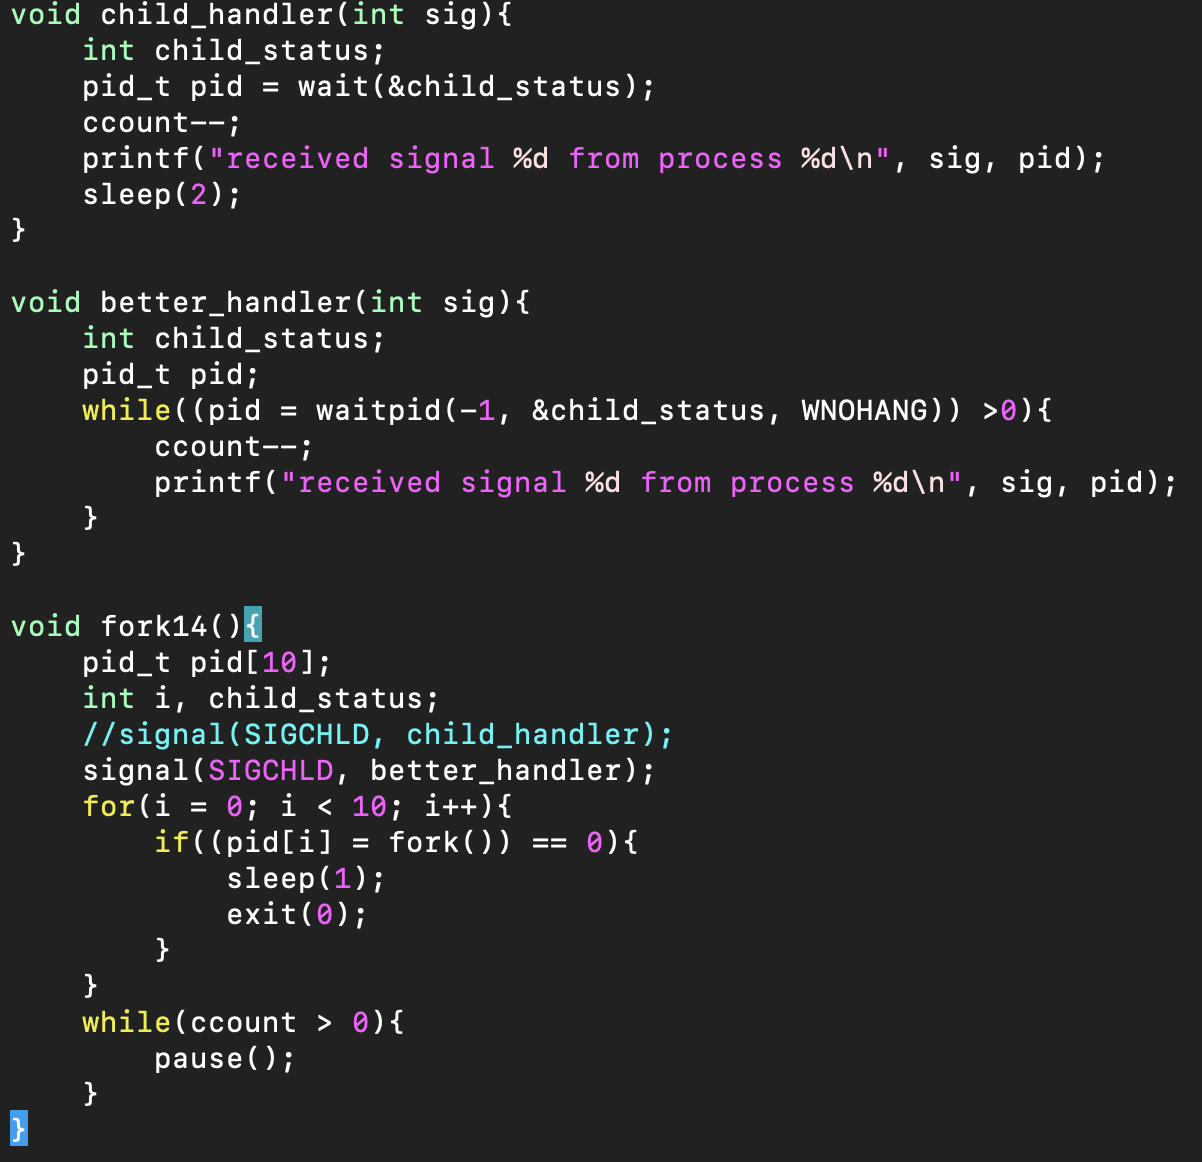 void child_handler(int sig){
    int child_status;
    pid_t pid = wait(&child_status);
    ccount--;
    printf("received signal %d from process %d\n", sig, pid);
    sleep(2);
}

void better_handler(int sig){
    int child_status;
    pid_t pid;
    while((pid = waitpid(-1, &child_status, WNOHANG)) >0){
        ccount--;
        printf("received signal %d from process %d\n", sig, pid);
    }
}

void fork14(){
    pid_t pid[10];
    int i, child_status;
    //signal(SIGCHLD, child_handler);
    signal(SIGCHLD, better_handler);
    for(i = 0; i < 10; i++){
        if((pid[i] = fork()) == 0){
            sleep(1);
            exit(0);
        }
    }
    while(ccount > 0){
        pause();
    }
}